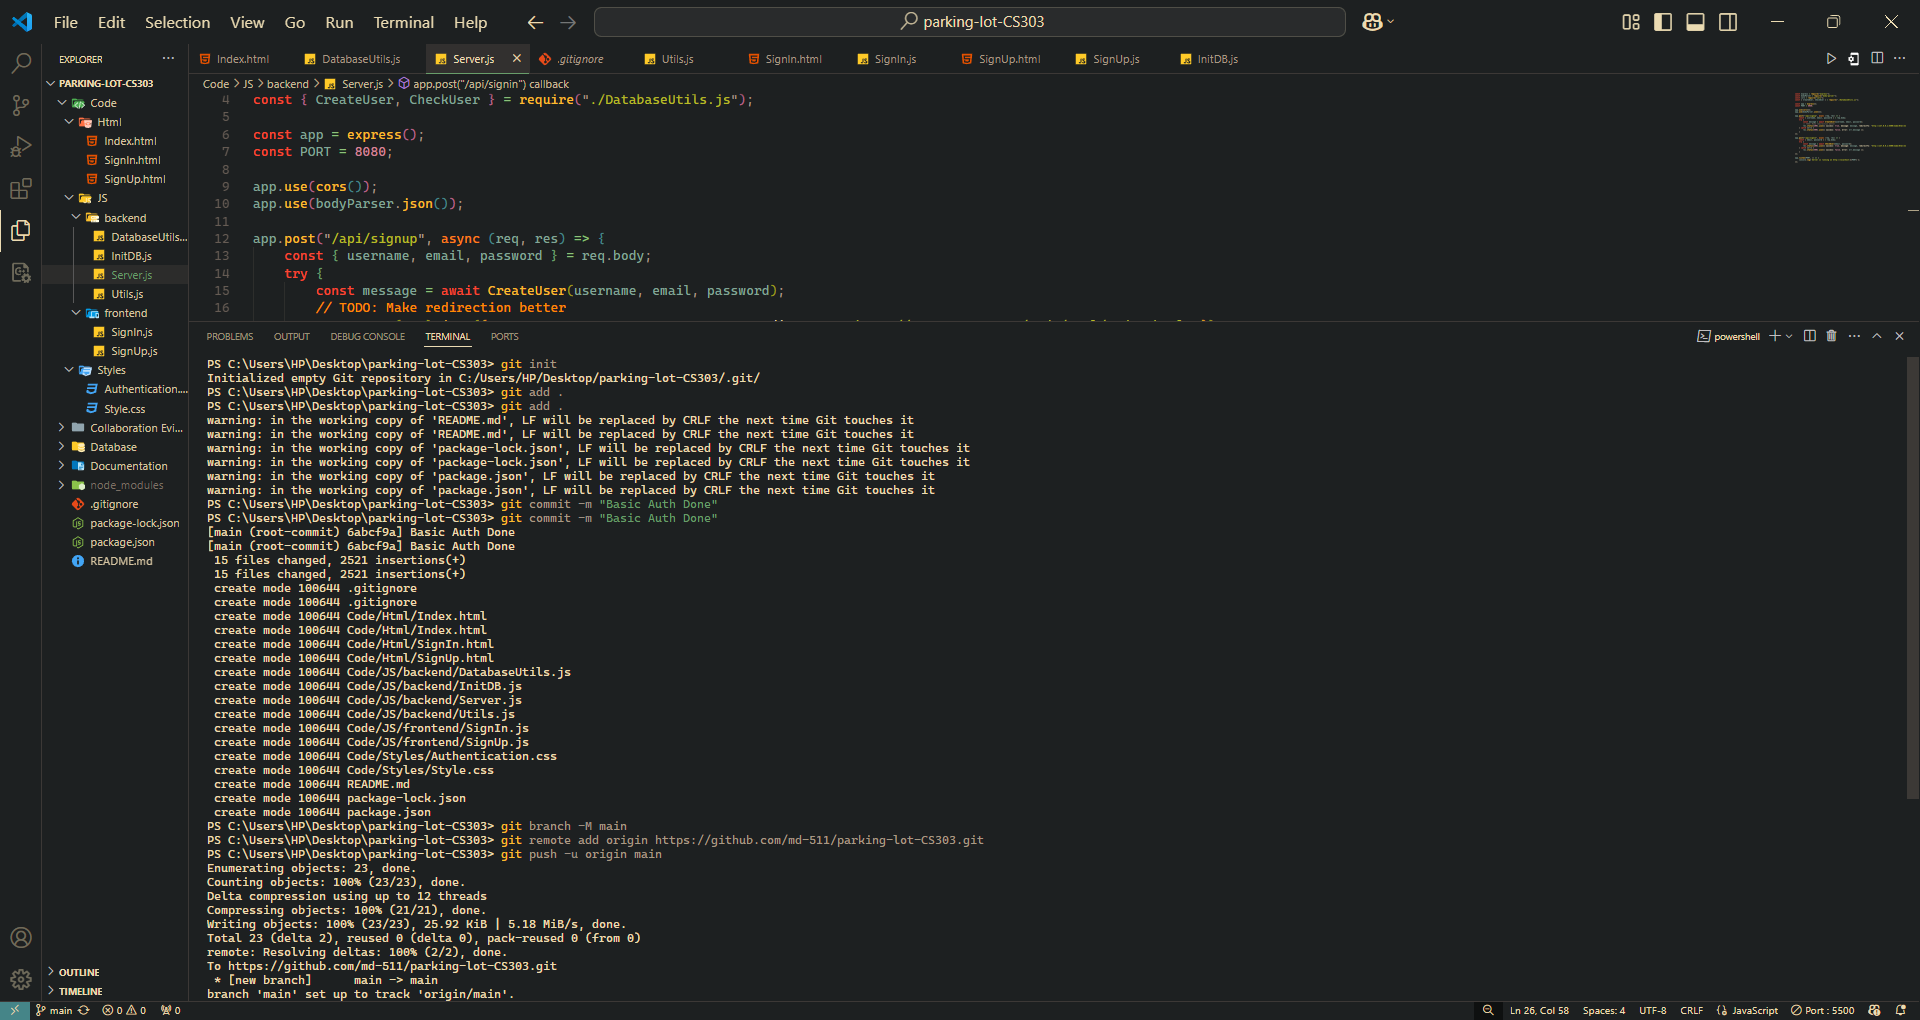 File Edit Selection View Go Run Terminal Help
parking-lot-CS303
EXPLORER
PARKING-LOT-CS303
Code
Html
Index.html
SignIn.html
SignUp.html
JS
backend
DatabaseUtils...
InitDB.js
Server.js
Utils.js
frontend
SignIn.js
SignUp.js
Styles
Authentication....
Style.css
Collaboration Evi...
Database
Documentation
node_modules
.gitignore
package-lock.json
package.json
README.md
OUTLINE
TIMELINE
Index.html DatabaseUtils.js Server.js .gitignore Utils.js SignIn.html SignIn.js SignUp.html SignUp.js InitDB.js
Code > JS > backend > Server.js > app.post("/api/signin") callback
4 const { CreateUser, CheckUser } = require("./DatabaseUtils.js");
5
6 const app = express();
7 const PORT = 8080;
8
9 app.use(cors());
10 app.use(bodyParser.json());
11
12 app.post("/api/signup", async (req, res) => {
13 const { username, email, password } = req.body;
14 try {
15 const message = await CreateUser(username, email, password);
16 // TODO: Make redirection better
PROBLEMS OUTPUT DEBUG CONSOLE TERMINAL PORTS
powershell
PS C:\Users\HP\Desktop\parking-lot-CS303> git init
Initialized empty Git repository in C:/Users/HP/Desktop/parking-lot-CS303/.git/
PS C:\Users\HP\Desktop\parking-lot-CS303> git add .
PS C:\Users\HP\Desktop\parking-lot-CS303> git add .
warning: in the working copy of 'README.md', LF will be replaced by CRLF the next time Git touches it
warning: in the working copy of 'README.md', LF will be replaced by CRLF the next time Git touches it
warning: in the working copy of 'package-lock.json', LF will be replaced by CRLF the next time Git touches it
warning: in the working copy of 'package-lock.json', LF will be replaced by CRLF the next time Git touches it
warning: in the working copy of 'package.json', LF will be replaced by CRLF the next time Git touches it
warning: in the working copy of 'package.json', LF will be replaced by CRLF the next time Git touches it
PS C:\Users\HP\Desktop\parking-lot-CS303> git commit -m "Basic Auth Done"
PS C:\Users\HP\Desktop\parking-lot-CS303> git commit -m "Basic Auth Done"
[main (root-commit) 6abcf9a] Basic Auth Done
[main (root-commit) 6abcf9a] Basic Auth Done
15 files changed, 2521 insertions(+)
15 files changed, 2521 insertions(+)
create mode 100644 .gitignore
create mode 100644 .gitignore
create mode 100644 Code/Html/Index.html
create mode 100644 Code/Html/Index.html
create mode 100644 Code/Html/SignIn.html
create mode 100644 Code/Html/SignUp.html
create mode 100644 Code/JS/backend/DatabaseUtils.js
create mode 100644 Code/JS/backend/InitDB.js
create mode 100644 Code/JS/backend/Server.js
create mode 100644 Code/JS/backend/Utils.js
create mode 100644 Code/JS/frontend/SignIn.js
create mode 100644 Code/JS/frontend/SignUp.js
create mode 100644 Code/Styles/Authentication.css
create mode 100644 Code/Styles/Style.css
create mode 100644 README.md
create mode 100644 package-lock.json
create mode 100644 package.json
PS C:\Users\HP\Desktop\parking-lot-CS303> git branch -M main
PS C:\Users\HP\Desktop\parking-lot-CS303> git remote add origin https://github.com/md-511/parking-lot-CS303.git
PS C:\Users\HP\Desktop\parking-lot-CS303> git push -u origin main
Enumerating objects: 23, done.
Counting objects: 100% (23/23), done.
Delta compression using up to 12 threads
Compressing objects: 100% (21/21), done.
Writing objects: 100% (23/23), 25.92 KiB | 5.18 MiB/s, done.
Total 23 (delta 2), reused 0 (delta 0), pack-reused 0 (from 0)
remote: Resolving deltas: 100% (2/2), done.
To https://github.com/md-511/parking-lot-CS303.git
* [new branch] main -> main
branch 'main' set up to track 'origin/main'.
main 0 0 0
Ln 26, Col 58 Spaces: 4 UTF-8 CRLF {} JavaScript Port : 5500